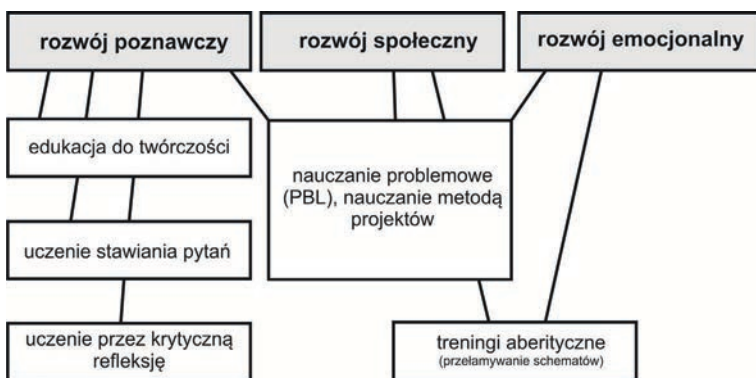 rozwój poznawczy
rozwój społeczny
rozwój emocjonalny
edukacja do twórczości
nauczanie problemowe
(PBL), nauczanie metodą
projektów
uczenie stawiania pytań
uczenie przez krytyczną
refleksję
treningi aberityczne
(przełamywanie schematów)